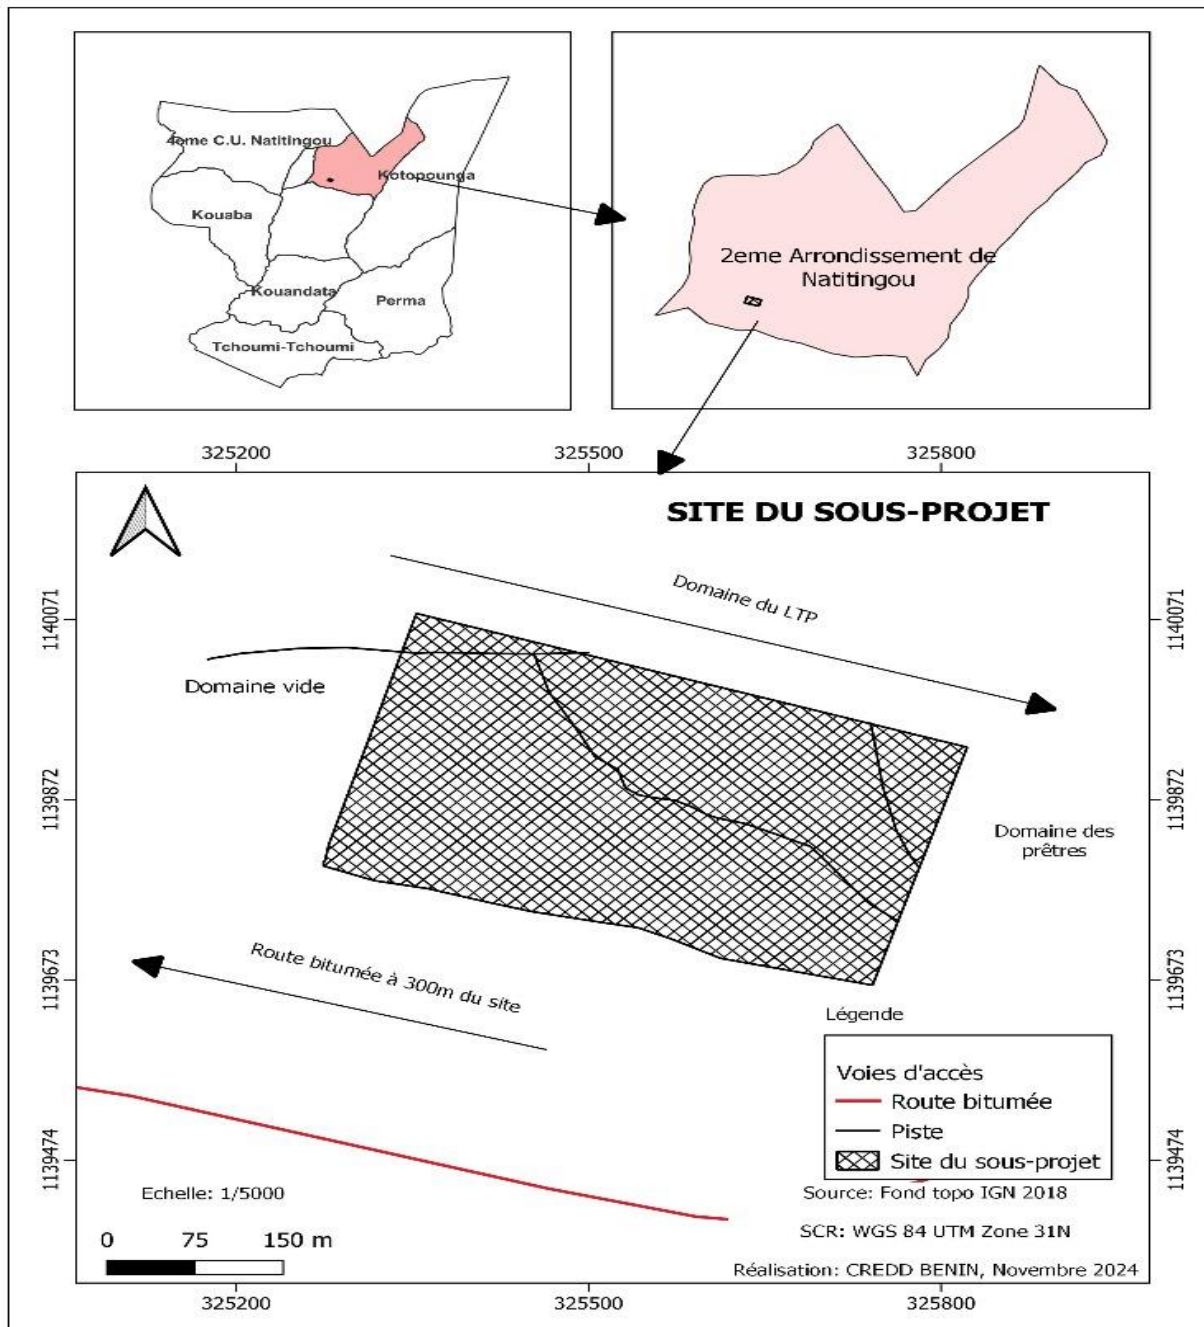 4eme C.U. Natitingou
Kotopounga
Kouaba
Kouandata
Perma
Tchoumi-Tchoumi
2eme Arrondissement de
Natitingou
325200
325500
325800
SITE DU SOUS-PROJET
Domaine du LTP
1140071
1140071
Domaine vide
1139872
1139872
Domaine des
prêtres
Route bitumée à 300m du site
1139673
1139673
Légende
Voies d'accès
Route bitumée
Piste
Site du sous-projet
1139474
1139474
Echelle: 1/5000
Source: Fond topo IGN 2018
SCR: WGS 84 UTM Zone 31N
0 75 150 m
Réalisation: CREDD BENIN, Novembre 2024
325200
325500
325800